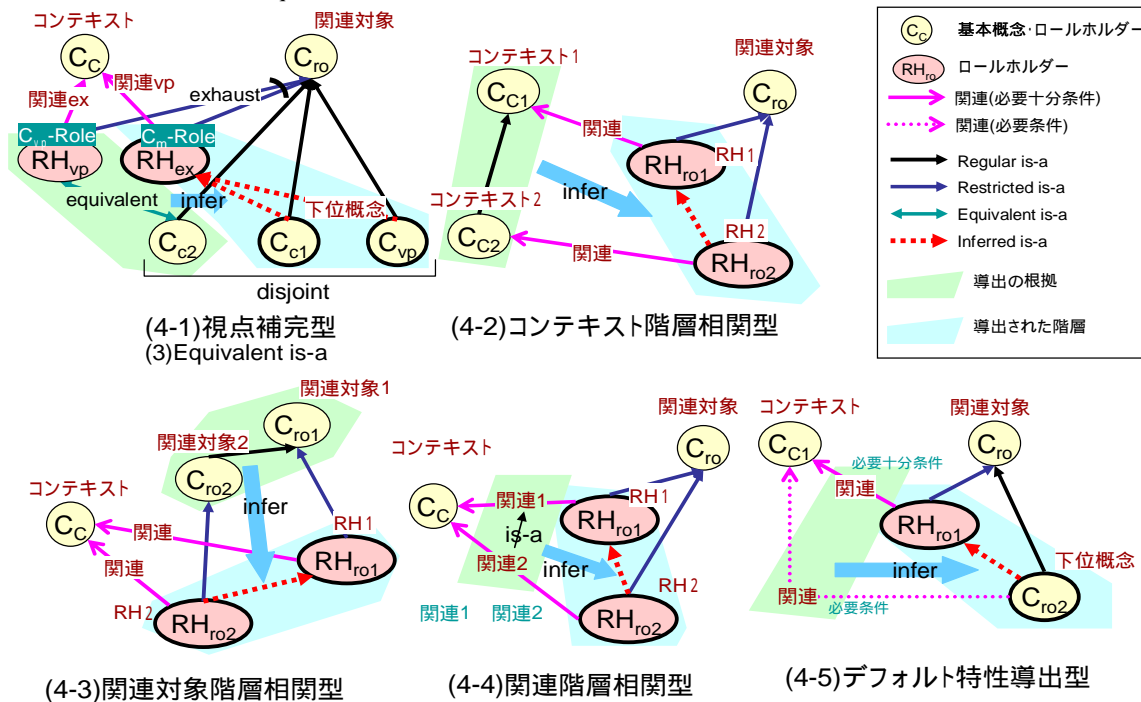 コンテキスト
関連対象
C_C
C_ro
関連ex
関連vp
exhaust
C_vp-Role
C_m-Role
RH_vp
RH_ex
equivalent
infer
下位概念
C_c2
C_c1
C_vp
disjoint
(4-1)視点補完型
(3)Equivalent is-a
コンテキスト1
関連対象
C_C1
C_ro
関連
RH1
RH_ro1
infer
コンテキスト2
RH2
C_C2
関連
RH_ro2
(4-2)コンテキスト階層相関型
C_C
基本概念・ロールホルダー
RH_ro
ロールホルダー
関連(必要十分条件)
関連(必要条件)
Regular is-a
Restricted is-a
Equivalent is-a
Inferred is-a
導出の根拠
導出された階層
関連対象1
C_ro1
関連対象2
C_ro2
コンテキスト
infer
C_C
関連
RH1
RH_ro1
関連
RH2
RH_ro2
(4-3)関連対象階層相関型
関連対象
コンテキスト
C_ro
C_C
関連1
RH1
RH_ro1
is-a
関連2
infer
RH2
関連1 関連2
RH_ro2
(4-4)関連階層相関型
コンテキスト
関連対象
C_C1
C_ro
必要十分条件
関連
RH_ro1
infer
下位概念
関連
必要条件
C_ro2
(4-5)デフォルト特性導出型